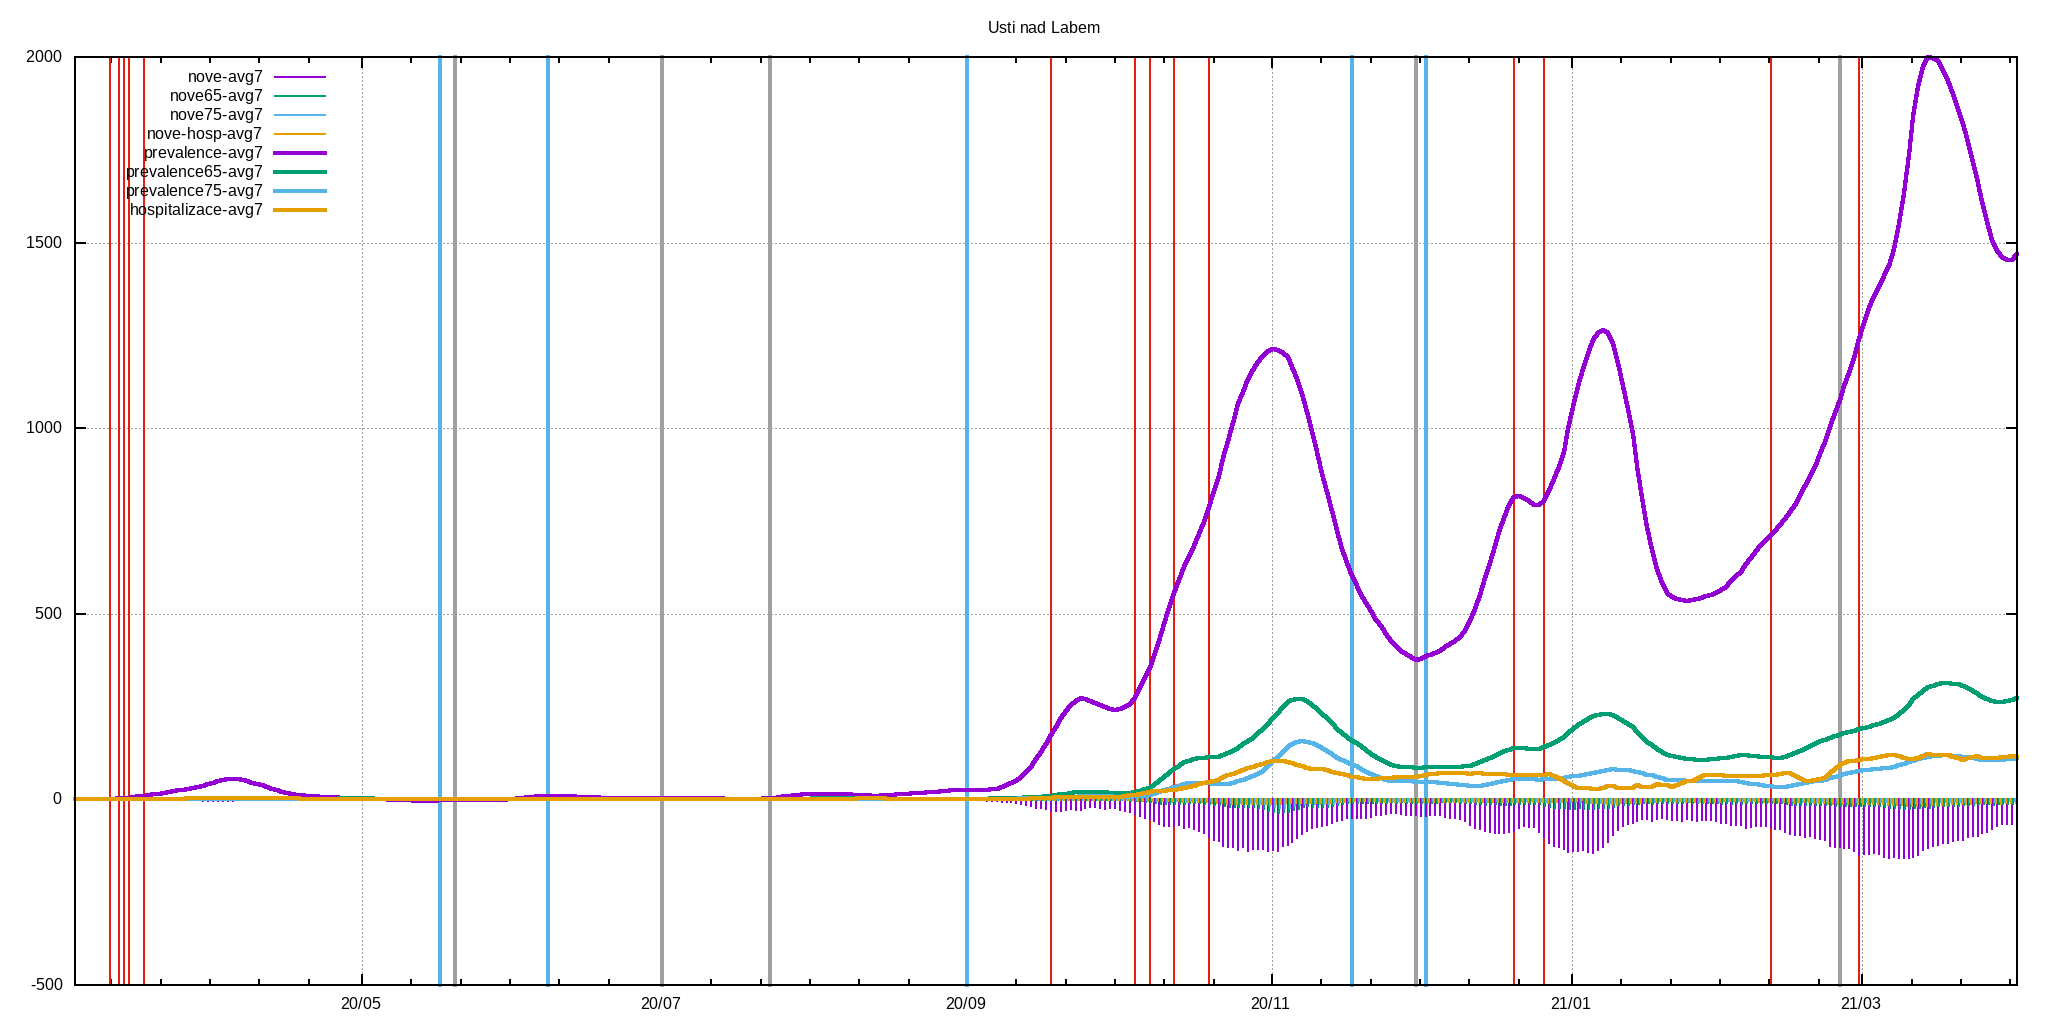 Usti nad Labem
2000
nove-avg7
nove65-avg7
nove75-avg7
nove-hosp-avg7
prevalence-avg7
prevalence65-avg7
prevalence75-avg7
hospitalizace-avg7
1500
1000
500
0
-500
20/05 20/07 20/09 20/11 21/01 21/03